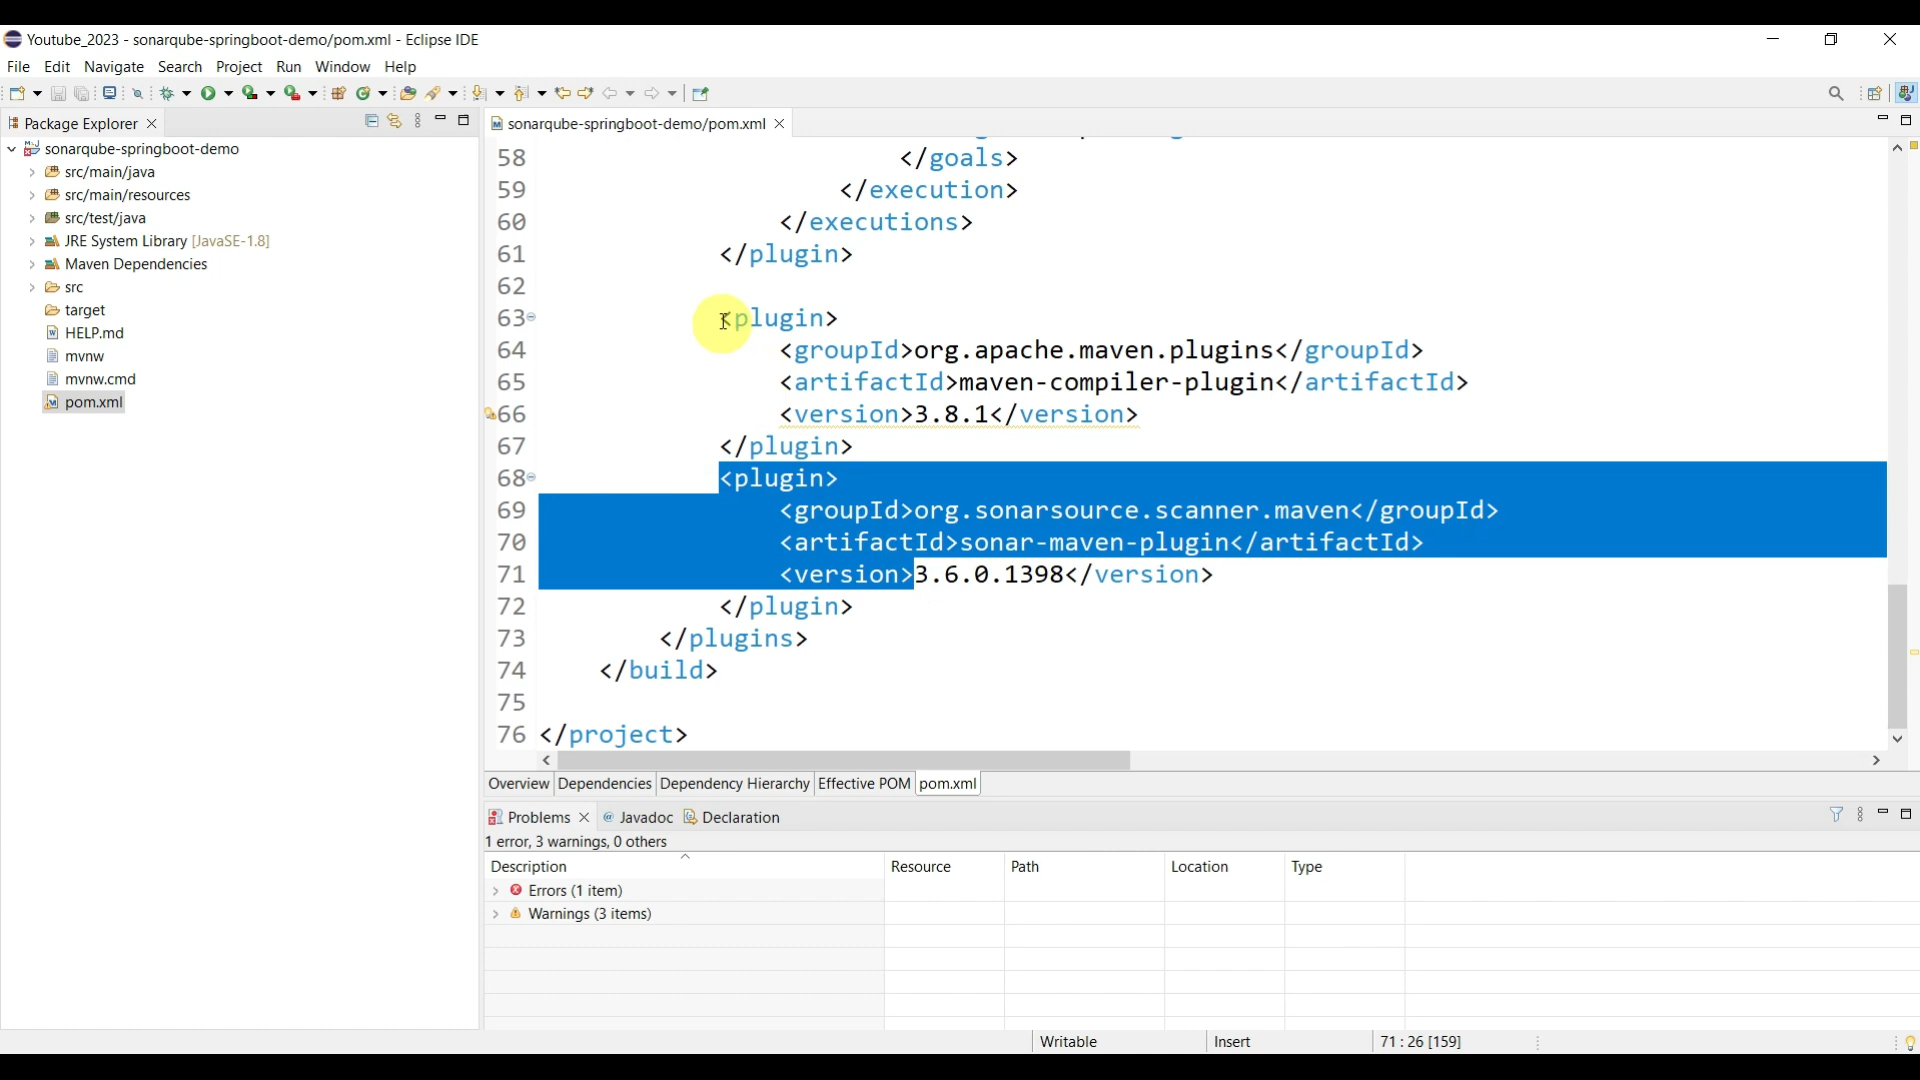 Youtube_2023 - sonarqube-springboot-demo/pom.xml - Eclipse IDE
File Edit Navigate Search Project Run Window Help
Package Explorer
sonarqube-springboot-demo
src/main/java
src/main/resources
src/test/java
JRE System Library [JavaSE-1.8]
Maven Dependencies
src
target
HELP.md
mvnw
mvnw.cmd
pom.xml
sonarqube-springboot-demo/pom.xml
58 </goals>
59 </execution>
60 </executions>
61 </plugin>
62
63 <plugin>
64 <groupId>org.apache.maven.plugins</groupId>
65 <artifactId>maven-compiler-plugin</artifactId>
66 <version>3.8.1</version>
67 </plugin>
68 <plugin>
69 <groupId>org.sonarsource.scanner.maven</groupId>
70 <artifactId>sonar-maven-plugin</artifactId>
71 <version>3.6.0.1398</version>
72 </plugin>
73 </plugins>
74 </build>
75
76 </project>
Overview Dependencies Dependency Hierarchy Effective POM pom.xml
Problems Javadoc Declaration
1 error, 3 warnings, 0 others
Description Resource Path Location Type
Errors (1 item)
Warnings (3 items)
Writable Insert 71 : 26 [159]